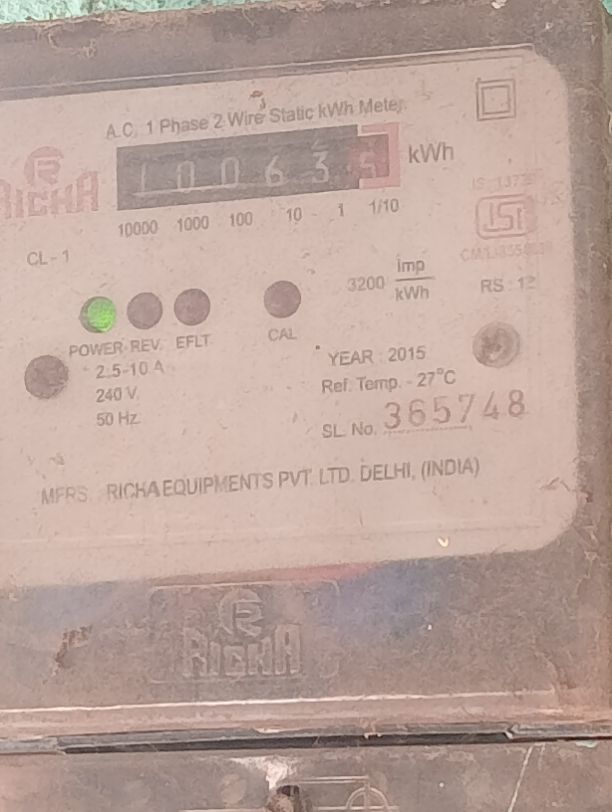 A.C. 1 Phase 2 Wire Static kWh Meter
RICHA
1 0 0 6 3 5 kWh
10000 1000 100 10 1 1/10
CL - 1
ISI
3200 imp
kWh
RS : 12
POWER REV. EFLT CAL
2.5-10 A
240 V
50 Hz
YEAR : 2015
Ref. Temp. - 27°C
SL. No. 365748
MFRS. RICHA EQUIPMENTS PVT. LTD. DELHI, (INDIA)
RICHA